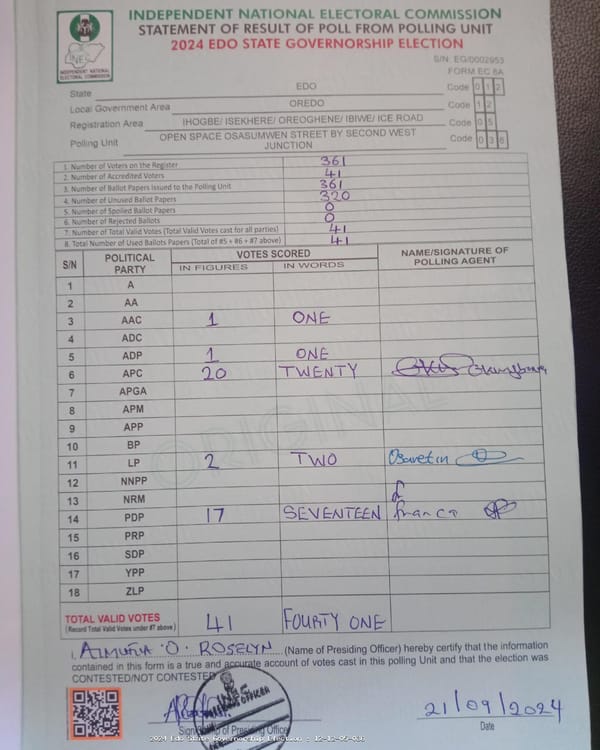 INDEPENDENT NATIONAL ELECTORAL COMMISSION
STATEMENT OF RESULT OF POLL FROM POLLING UNIT
2024 EDO STATE GOVERNORSHIP ELECTION
INEC
INDEPENDENT NATIONAL ELECTORAL COMMISSION
S/N: EG/0002953
FORM EC 8A
State EDO Code 0 1 2
Local Government Area OREDO Code 1 2
Registration Area IHOGBE/ ISEKHERE/ OREOGHENE/ IBIWE/ ICE ROAD Code 0 5
Polling Unit OPEN SPACE OSASUMWEN STREET BY SECOND WEST JUNCTION Code 0 3 6
1. Number of Voters on the Register 361
2. Number of Accredited Voters 41
3. Number of Ballot Papers Issued to the Polling Unit 361
4. Number of Unused Ballot Papers 320
5. Number of Spoiled Ballot Papers 0
6. Number of Rejected Ballots 0
7. Number of Total Valid Votes (Total Valid Votes cast for all parties) 41
8. Total Number of Used Ballots Papers (Total of #5 + #6 + #7 above) 41
S/N POLITICAL PARTY VOTES SCORED NAME/SIGNATURE OF POLLING AGENT
IN FIGURES IN WORDS
1 A
2 AA
3 AAC 1 ONE
4 ADC
5 ADP 1 ONE
6 APC 20 TWENTY
7 APGA
8 APM
9 APP
10 BP
11 LP 2 TWO
12 NNPP
13 NRM
14 PDP 17 SEVENTEEN
15 PRP
16 SDP
17 YPP
18 ZLP
ORIGINAL
TOTAL VALID VOTES 41 FOURTY ONE
(Record Total Valid Votes under #7 above)
I, ROSELYN (Name of Presiding Officer) hereby certify that the information
contained in this form is a true and accurate account of votes cast in this polling Unit and that the election was
CONTESTED/NOT CONTESTED
Presiding Office
21/09/2024
Date
2024 Edo State Governorship Election - 12-12-05-036